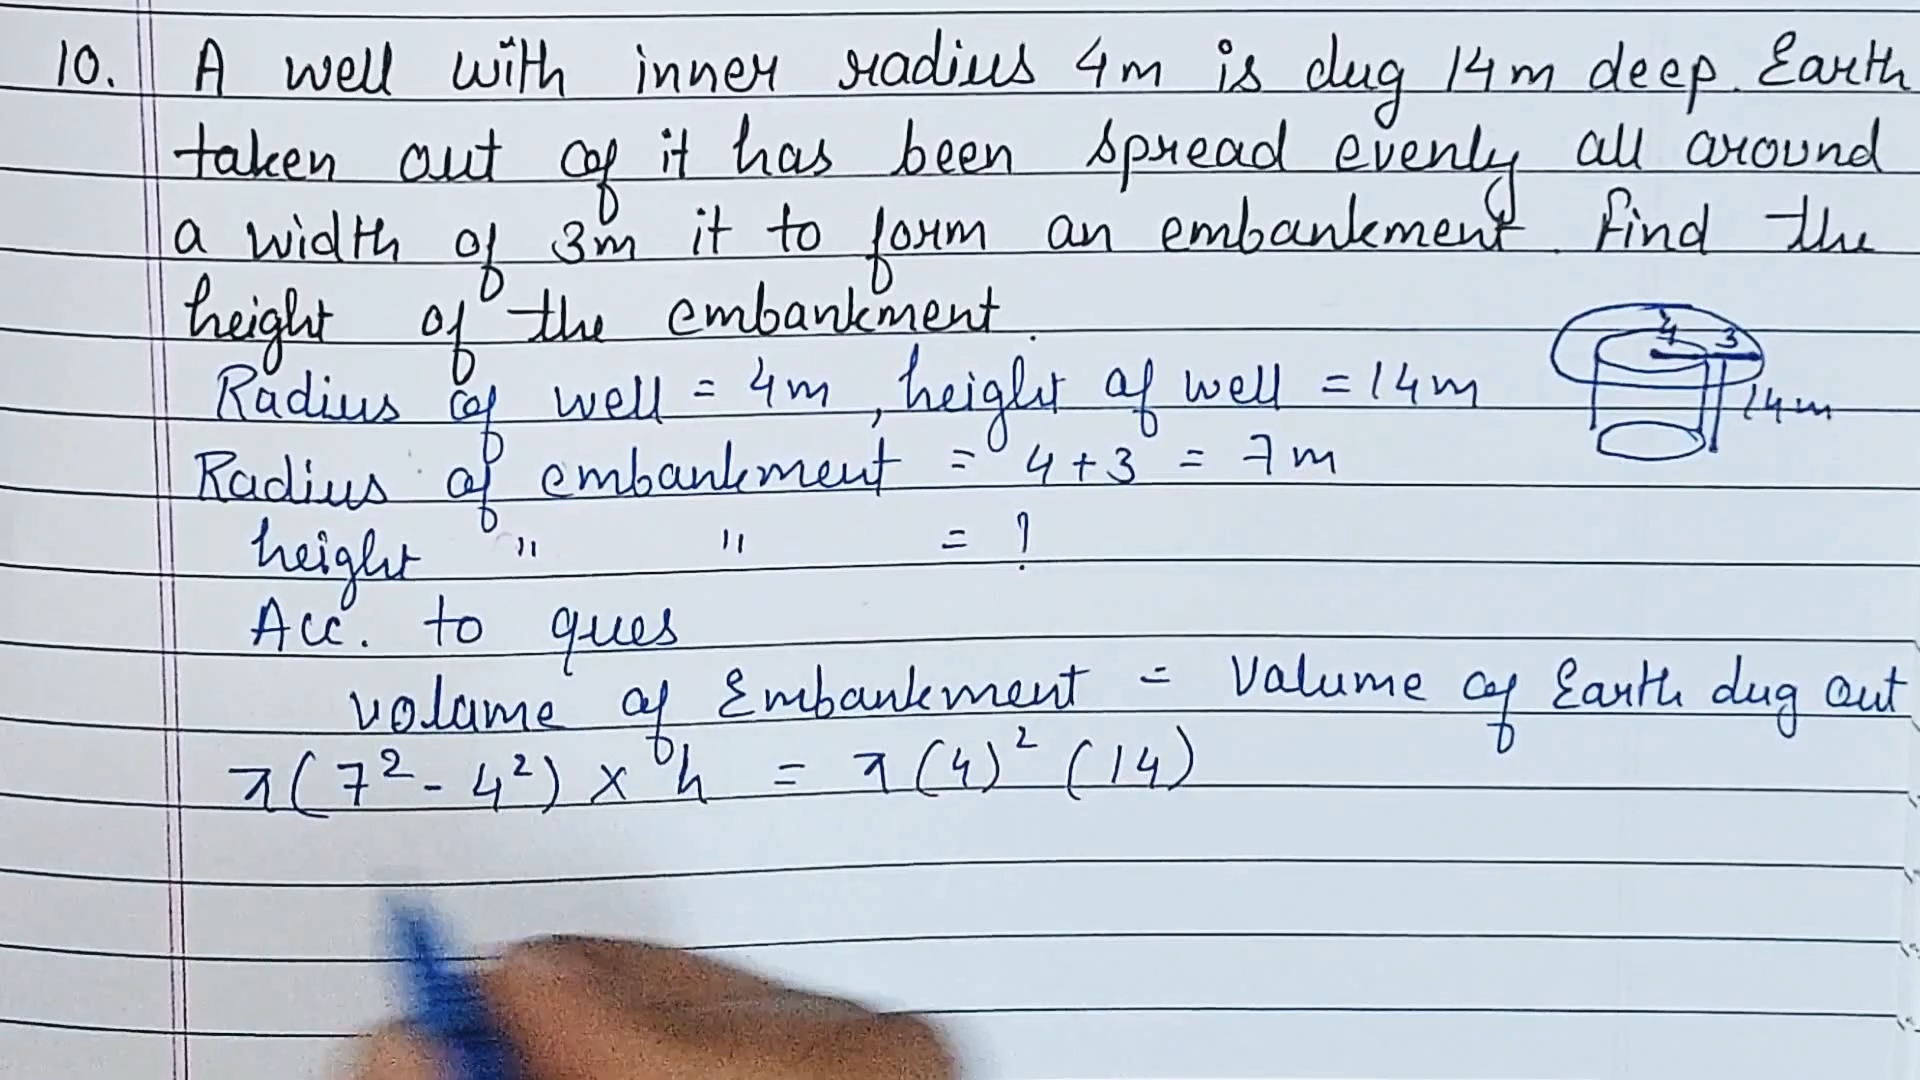 10. A well with inner radius 4m is dug 14m deep. Earth
taken out of it has been spread evenly all around
a width of 3m it to form an embankment. Find the
height of the embankment.
4 3
Radius of well = 4m, height of well = 14m
14m
Radius of embankment = 4+3 = 7m
height " " = ?
Acc. to ques
volume of Embankment = Volume of Earth dug out
π(7² - 4²) × h = π(4)² (14)